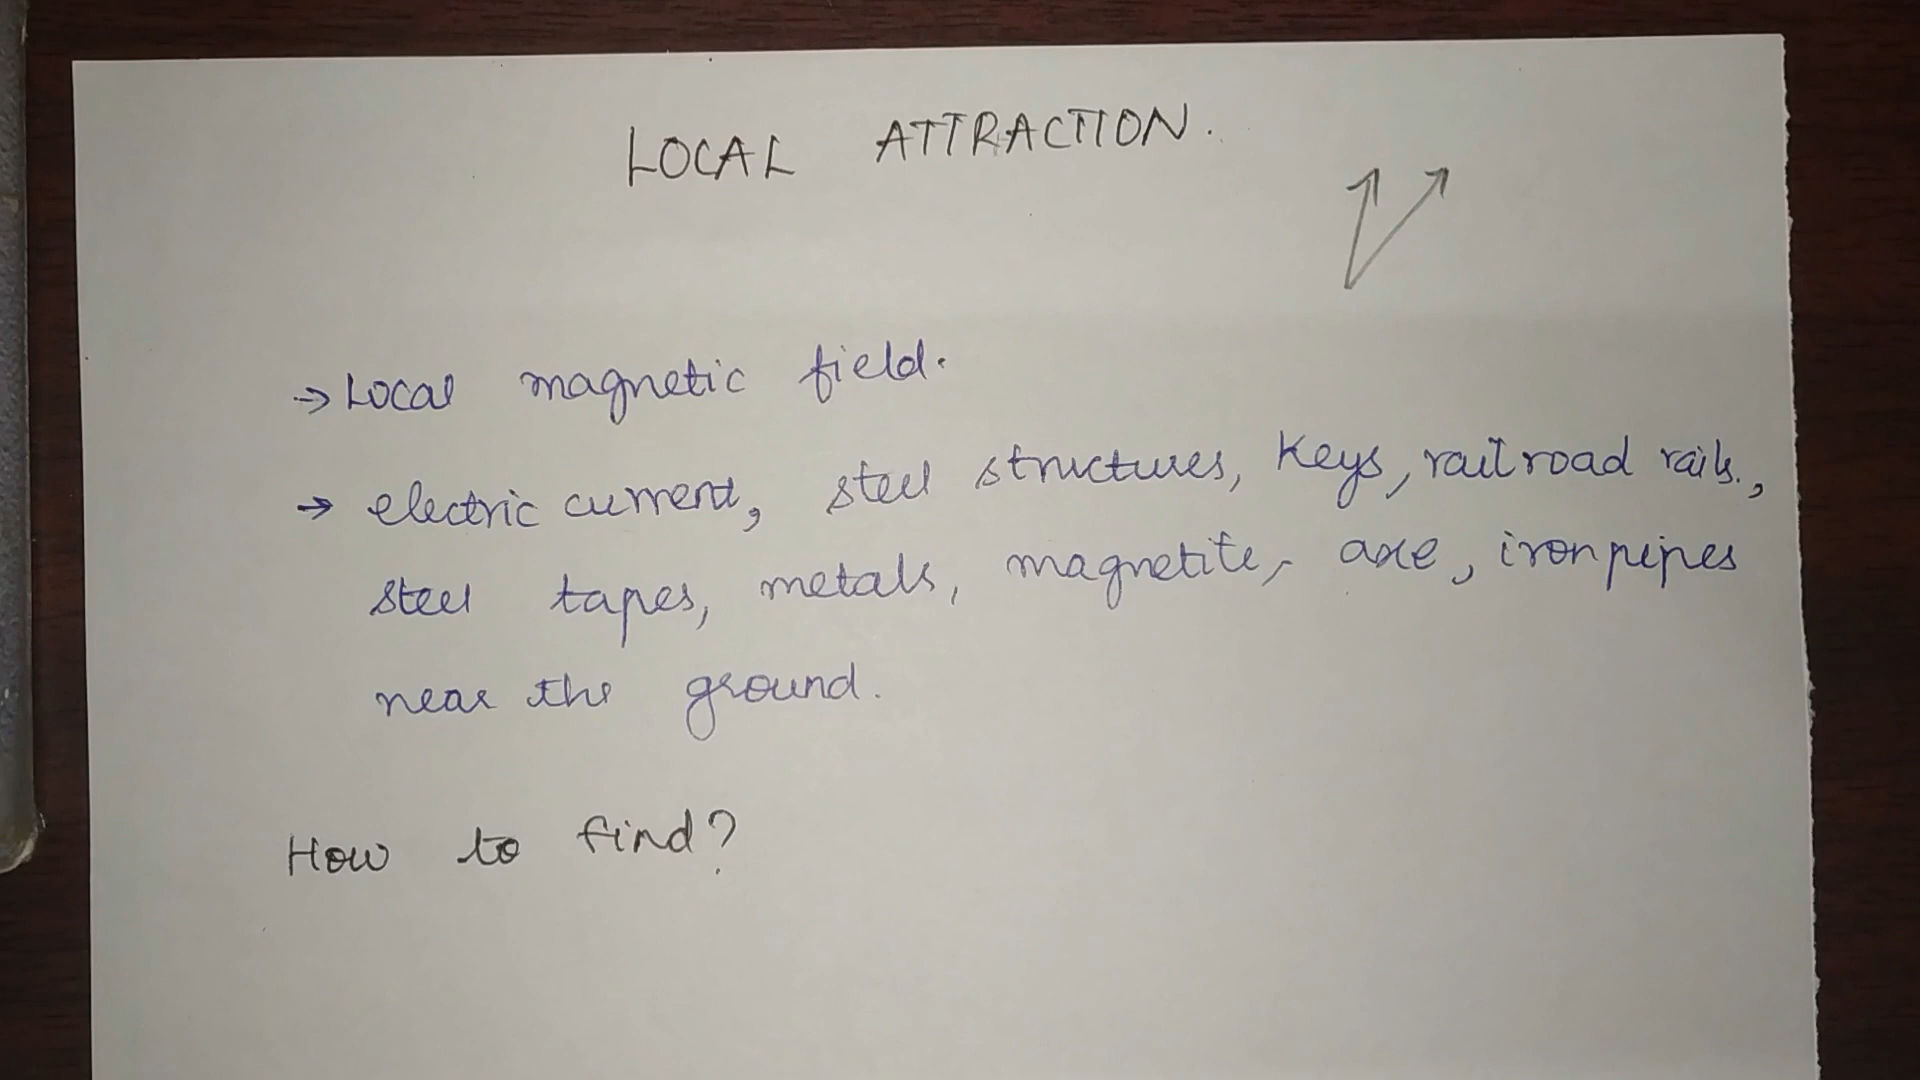 LOCAL ATTRACTION.
→ Local magnetic field.
→ electric current, steel structures, Keys, railroad rails.,
steel tapes, metals, magnetite, axe, iron pipes
near the ground.
How to find?